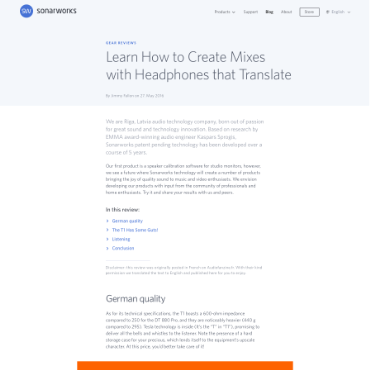 SW sonarworks
Products Support Blog About Store English
GEAR REVIEWS
Learn How to Create Mixes
with Headphones that Translate
We are Riga, Latvia audio technology company, born out of passion
for great sound and technology innovation. Based on research by
EMMA award winning audio engineer Kaspars Sprogis,
Sonarworks patent pending technology has been developed over a
course of 5 years.
Our first product is a speaker calibration software for studio monitors, however,
we see a future where Sonarworks technology will create a number of products
bringing the joy of quality sound to music and video enthusiasts. We envision
developing our products with input from the community of professionals and
home enthusiasts. Try it and share your results with us and peers.
In this review:
German quality
The T1 Has Some Guts!
Listening
Conclusion
German quality
As for its technical specifications, the T1 boasts a 600 ohm impedance
compared to 250 for the DT 880 Pro, and they are noticeably heavier (440 g
compared to 295). Tesla technology is inside (it's the "T" in "T1"), promising to
deliver all the bells and whistles to the listener. Note the presence of a hard
storage case for your precious, which lends itself to the equipment's upscale
character. At this price, you'd better take care of it!